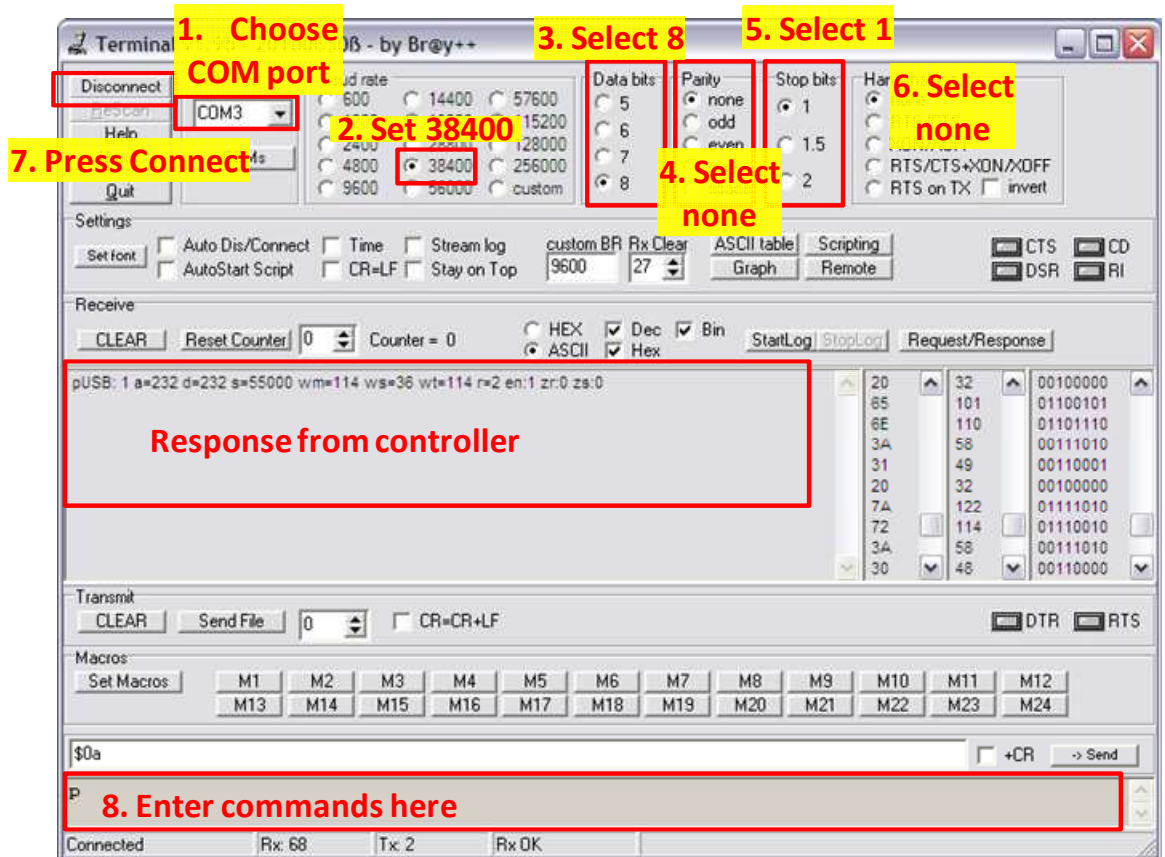 1. Choose
COM port
3. Select 8
5. Select 1
Terminal
0ß - by Br@y++
Disconnect
ReScan
Help
Quit
COM3
2. Set 38400
7. Press Connect
ud rate
600 14400 57600
115200
2400 28800 128000
4800 38400 256000
9600 56000 custom
Data bits
5
6
7
8
Parity
none
odd
even
4. Select
none
Stop bits
1
1.5
2
6. Select
none
RTS/CTS+XON/XOFF
RTS on TX invert
Settings
Set font
Auto Dis/Connect Time Stream log
AutoStart Script CR=LF Stay on Top
custom BR Rx Clear
9600 27
ASCII table Scripting
Graph Remote
CTS CD
DSR RI
Receive
CLEAR Reset Counter 0 Counter = 0
HEX Dec Bin
ASCII Hex
StartLog StopLog Request/Response
pUSB: 1 a=232 d=232 s=55000 wm=114 ws=36 wt=114 r=2 en:1 zr:0 zs:0
Response from controller
20 32 00100000
65 101 01100101
6E 110 01101110
3A 58 00111010
31 49 00110001
20 32 00100000
7A 122 01111010
72 114 01110010
3A 58 00111010
30 48 00110000
Transmit
CLEAR Send File 0 CR=CR+LF
DTR RTS
Macros
Set Macros M1 M2 M3 M4 M5 M6 M7 M8 M9 M10 M11 M12
M13 M14 M15 M16 M17 M18 M19 M20 M21 M22 M23 M24
$0a +CR -> Send
P
8. Enter commands here
Connected Rx: 68 Tx: 2 Rx OK